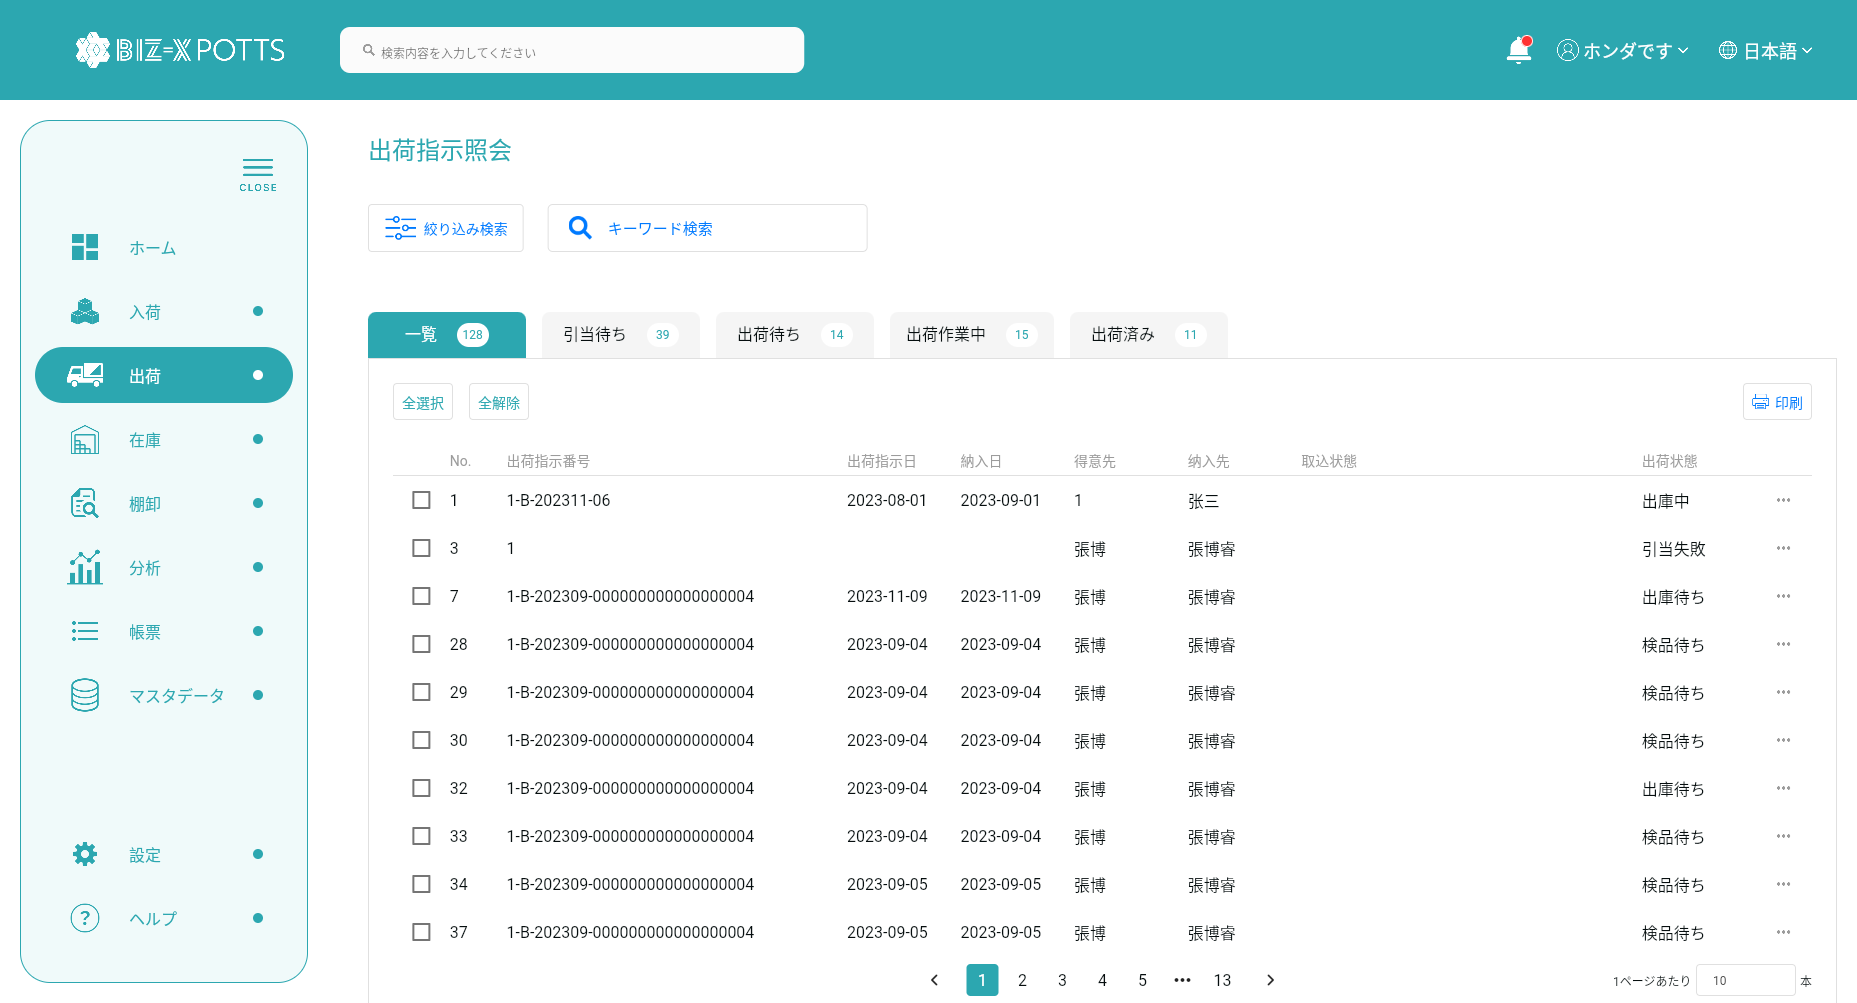 BIZ-X POTTS
検索内容を入力してください
ホンダです
日本語
CLOSE
ホーム
入荷
出荷
在庫
棚卸
分析
帳票
マスタデータ
設定
ヘルプ
出荷指示照会
絞り込み検索
キーワード検索
一覧 128 引当待ち 39 出荷待ち 14 出荷作業中 15 出荷済み 11
全選択 全解除 印刷
No. 出荷指示番号 出荷指示日 納入日 得意先 納入先 取込状態 出荷状態
1 1-B-202311-06 2023-08-01 2023-09-01 1 张三 出庫中 ···
3 1 張博 張博睿 引当失敗 ···
7 1-B-202309-000000000000000004 2023-11-09 2023-11-09 張博 張博睿 出庫待ち ···
28 1-B-202309-000000000000000004 2023-09-04 2023-09-04 張博 張博睿 検品待ち ···
29 1-B-202309-000000000000000004 2023-09-04 2023-09-04 張博 張博睿 検品待ち ···
30 1-B-202309-000000000000000004 2023-09-04 2023-09-04 張博 張博睿 検品待ち ···
32 1-B-202309-000000000000000004 2023-09-04 2023-09-04 張博 張博睿 出庫待ち ···
33 1-B-202309-000000000000000004 2023-09-04 2023-09-04 張博 張博睿 検品待ち ···
34 1-B-202309-000000000000000004 2023-09-05 2023-09-05 張博 張博睿 検品待ち ···
37 1-B-202309-000000000000000004 2023-09-05 2023-09-05 張博 張博睿 検品待ち ···
1 2 3 4 5 ··· 13
1ページあたり 10 本